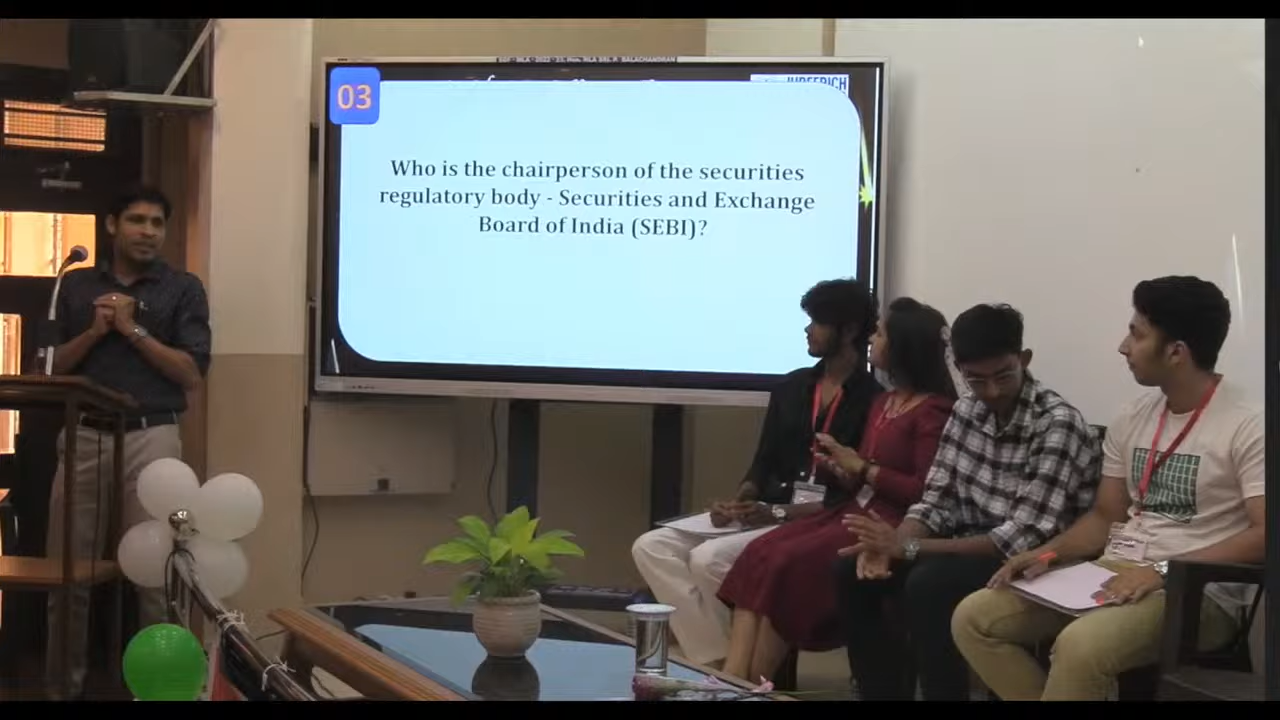 03
Who is the chairperson of the securities
regulatory body - Securities and Exchange
Board of India (SEBI)?